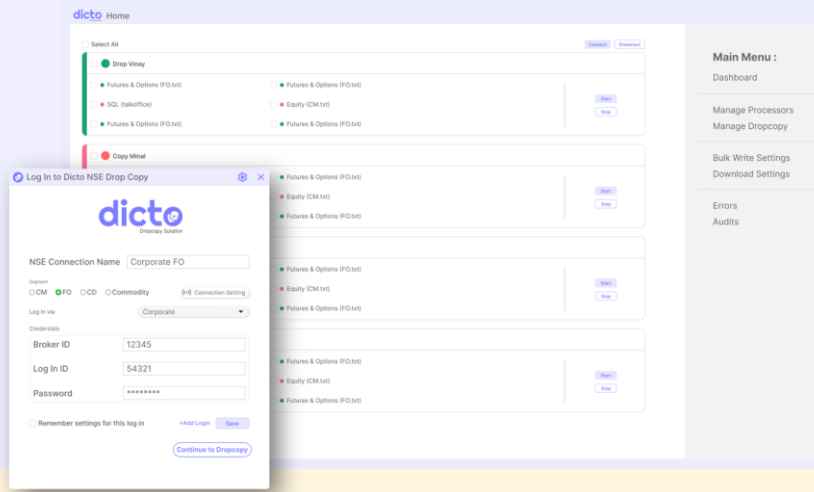 dicto Home
Select All
Connect Disconnect
Drop Vinay
Futures & Options (FO.txt) Futures & Options (FO.txt)
SQL (talkoffice) Equity (CM.txt)
Futures & Options (FO.txt) Futures & Options (FO.txt)
Start
Stop
Copy Minal
Futures & Options (FO.txt)
Equity (CM.txt)
Futures & Options (FO.txt)
Start
Stop
Futures & Options (FO.txt)
Equity (CM.txt)
Futures & Options (FO.txt)
Start
Stop
Futures & Options (FO.txt)
Equity (CM.txt)
Futures & Options (FO.txt)
Start
Stop
Main Menu :
Dashboard
Manage Processors
Manage Dropcopy
Bulk Write Settings
Download Settings
Errors
Audits
Log In to Dicto NSE Drop Copy
dicto
Dropcopy Solution
NSE Connection Name Corporate FO
Segment
CM FO CD Commodity Connection Setting
Log in via Corporate
Credentials
Broker ID 12345
Log In ID 54321
Password ********
Remember settings for this log in +Add Login Save
Continue to Dropcopy